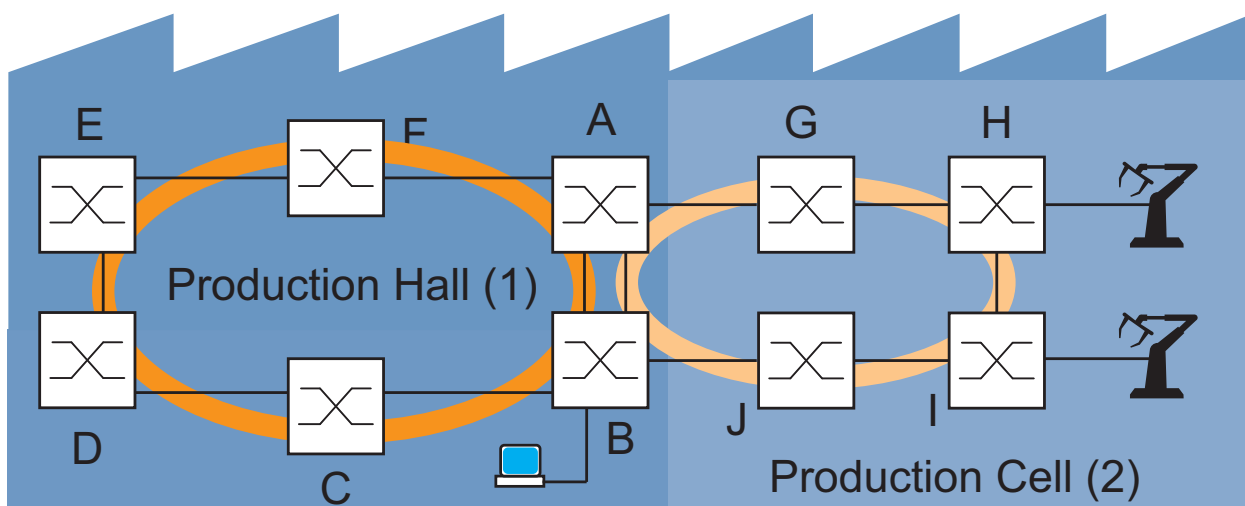 E
F
A
G
H
Production Hall (1)
D
C
B
J
I
Production Cell (2)